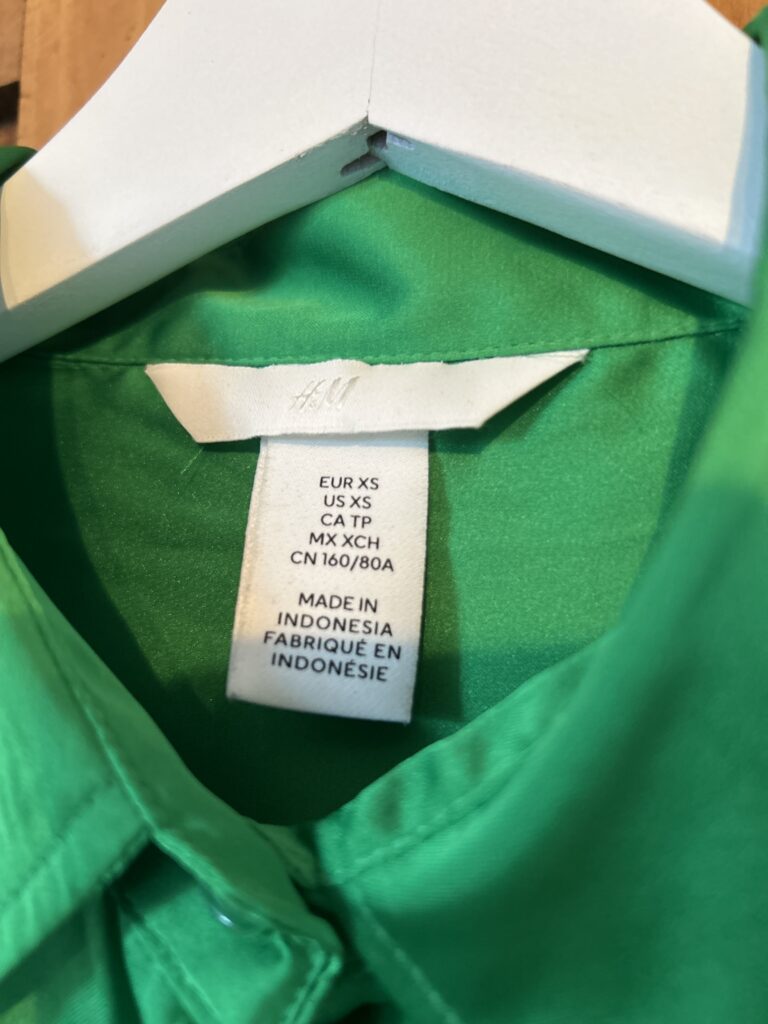 H&M
EUR XS
US XS
CA TP
MX XCH
CN 160/80A
MADE IN
INDONESIA
FABRIQUÉ EN
INDONÉSIE